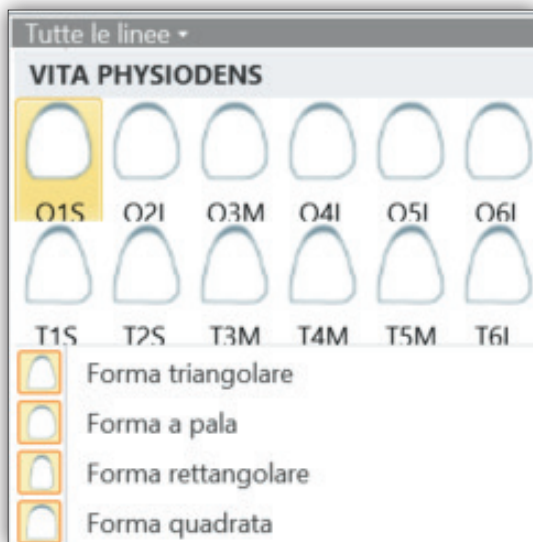 Tutte le linee
VITA PHYSIODENS
O1S O2L O3M O4L O5L O6L
T1S T2S T3M T4M T5M T6L
Forma triangolare
Forma a pala
Forma rettangolare
Forma quadrata